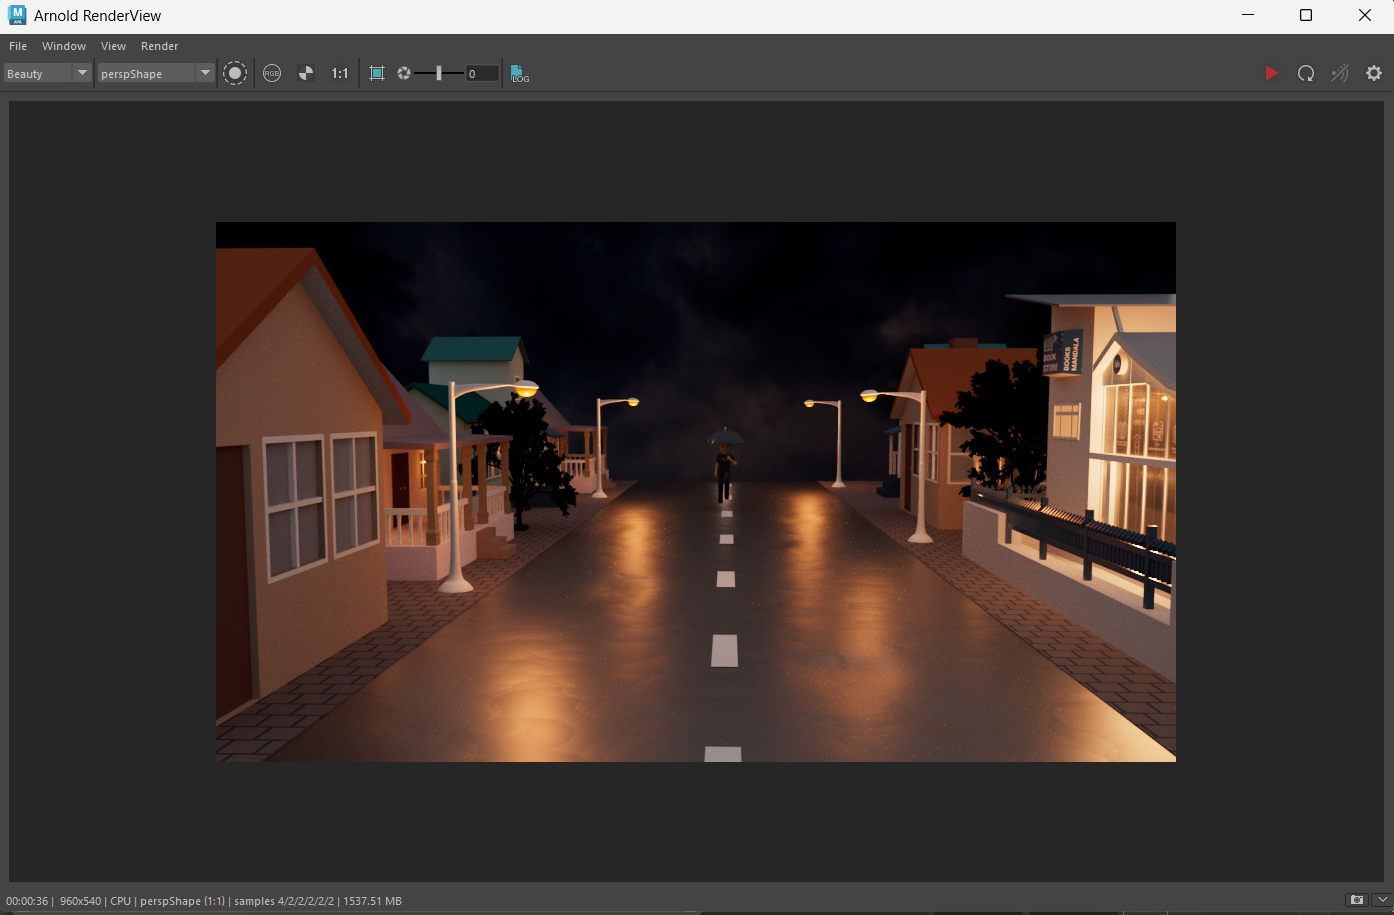 Arnold RenderView
File Window View Render
Beauty perspShape RGB 1:1 0 LOG
BOOK
STORE
BOOKS
MANDALA
00:00:36 | 960x540 | CPU | perspShape (1:1) | samples 4/2/2/2/2/2 | 1537.51 MB